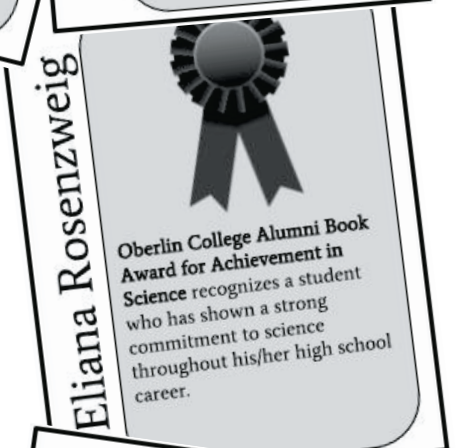 Eliana Rosenzweig
Oberlin College Alumni Book
Award for Achievement in
Science recognizes a student
who has shown a strong
commitment to science
throughout his/her high school
career.